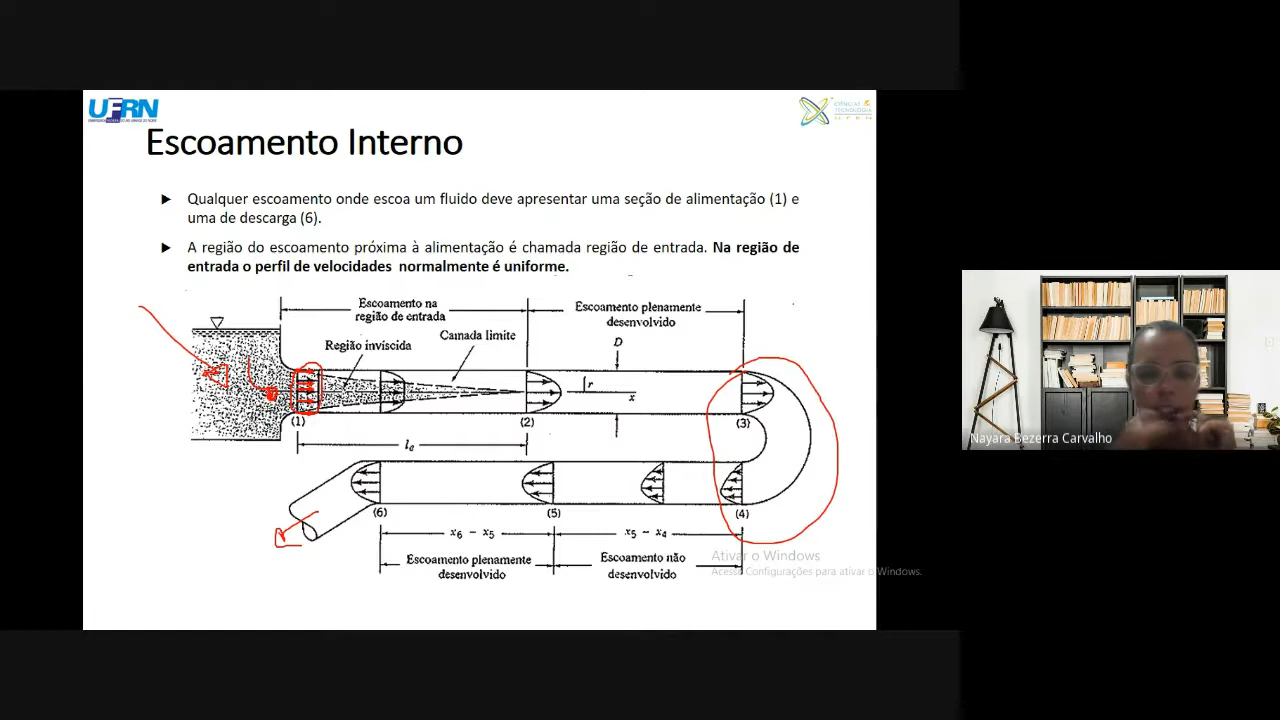 UFRN
CIÊNCIAS &
TECNOLOGIA
UFRN
Escoamento Interno
Qualquer escoamento onde escoa um fluido deve apresentar uma seção de alimentação (1) e
uma de descarga (6).
A região do escoamento próxima à alimentação é chamada região de entrada. Na região de
entrada o perfil de velocidades normalmente é uniforme.
Escoamento na
região de entrada
Escoamento plenamente
desenvolvido
Região invíscida
Camada limite
D
r
x
(1)
(2)
(3)
le
(6)
(5)
(4)
x6 – x5
x5 – x4
Escoamento plenamente
desenvolvido
Escoamento não
desenvolvido
Ativar o Windows
Acesse Configurações para ativar o Windows.
Nayara Bezerra Carvalho